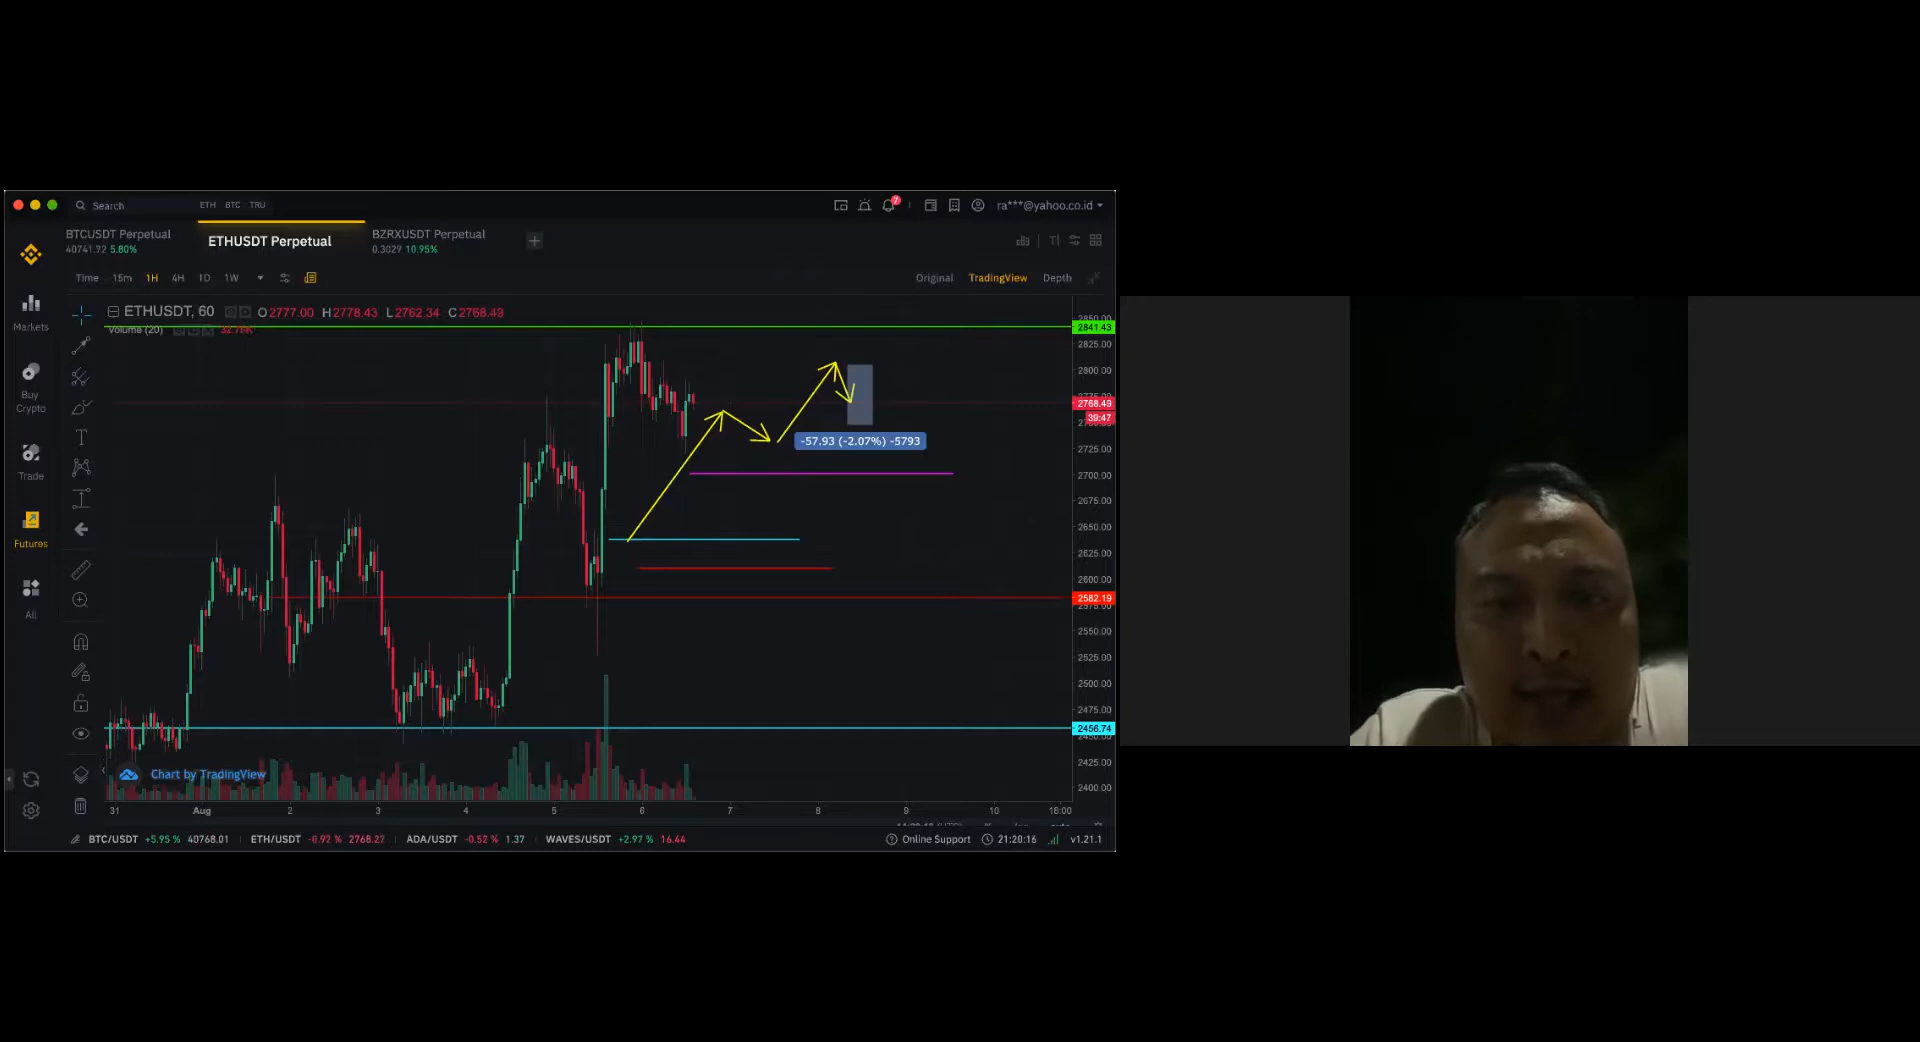 Search
ETH BTC TRU
7
ra***@yahoo.co.id
BTCUSDT Perpetual
40741.72 5.80%
ETHUSDT Perpetual
BZRXUSDT Perpetual
0.3029 10.95%
Time 15m 1H 4H 1D 1W
Original TradingView Depth
Markets
Buy
Crypto
Trade
Futures
All
ETHUSDT, 60 O2777.00 H2778.43 L2762.34 C2768.49
Volume (20)
2841.43
2825.00
2800.00
2768.49
39:47
2725.00
2700.00
2675.00
2650.00
2625.00
2600.00
2582.19
2575.00
2550.00
2525.00
2500.00
2475.00
2456.74
2425.00
2400.00
-57.93 (-2.07%) -5793
Chart by TradingView
31 Aug 2 3 4 5 6 7 8 9 10 18:00
BTC/USDT +5.95 % 40768.01 ETH/USDT -0.92 % 2768.27 ADA/USDT -0.52 % 1.37 WAVES/USDT +2.97 % 16.44
Online Support 21:20:16 v1.21.1